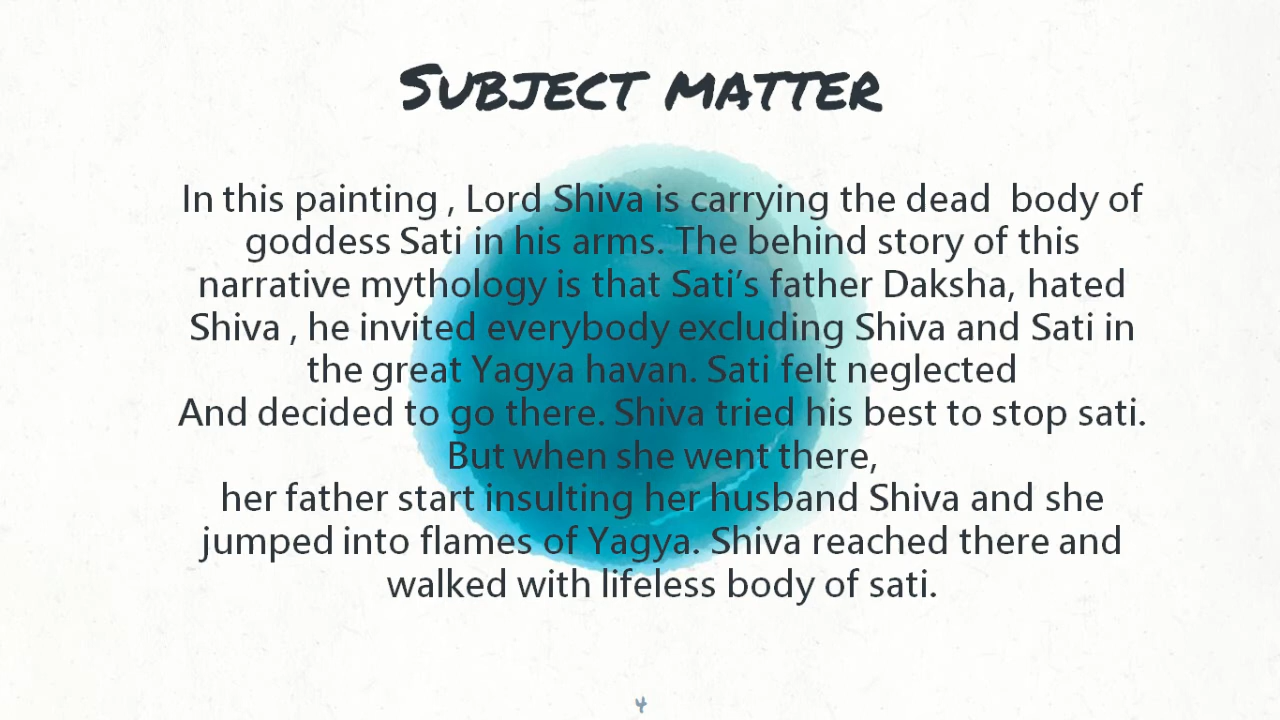 SUBJECT MATTER
In this painting , Lord Shiva is carrying the dead  body of
goddess Sati in his arms. The behind story of this
narrative mythology is that Sati’s father Daksha, hated
Shiva , he invited everybody excluding Shiva and Sati in
the great Yagya havan. Sati felt neglected
And decided to go there. Shiva tried his best to stop sati.
But when she went there,
her father start insulting her husband Shiva and she
jumped into flames of Yagya. Shiva reached there and
walked with lifeless body of sati.
4